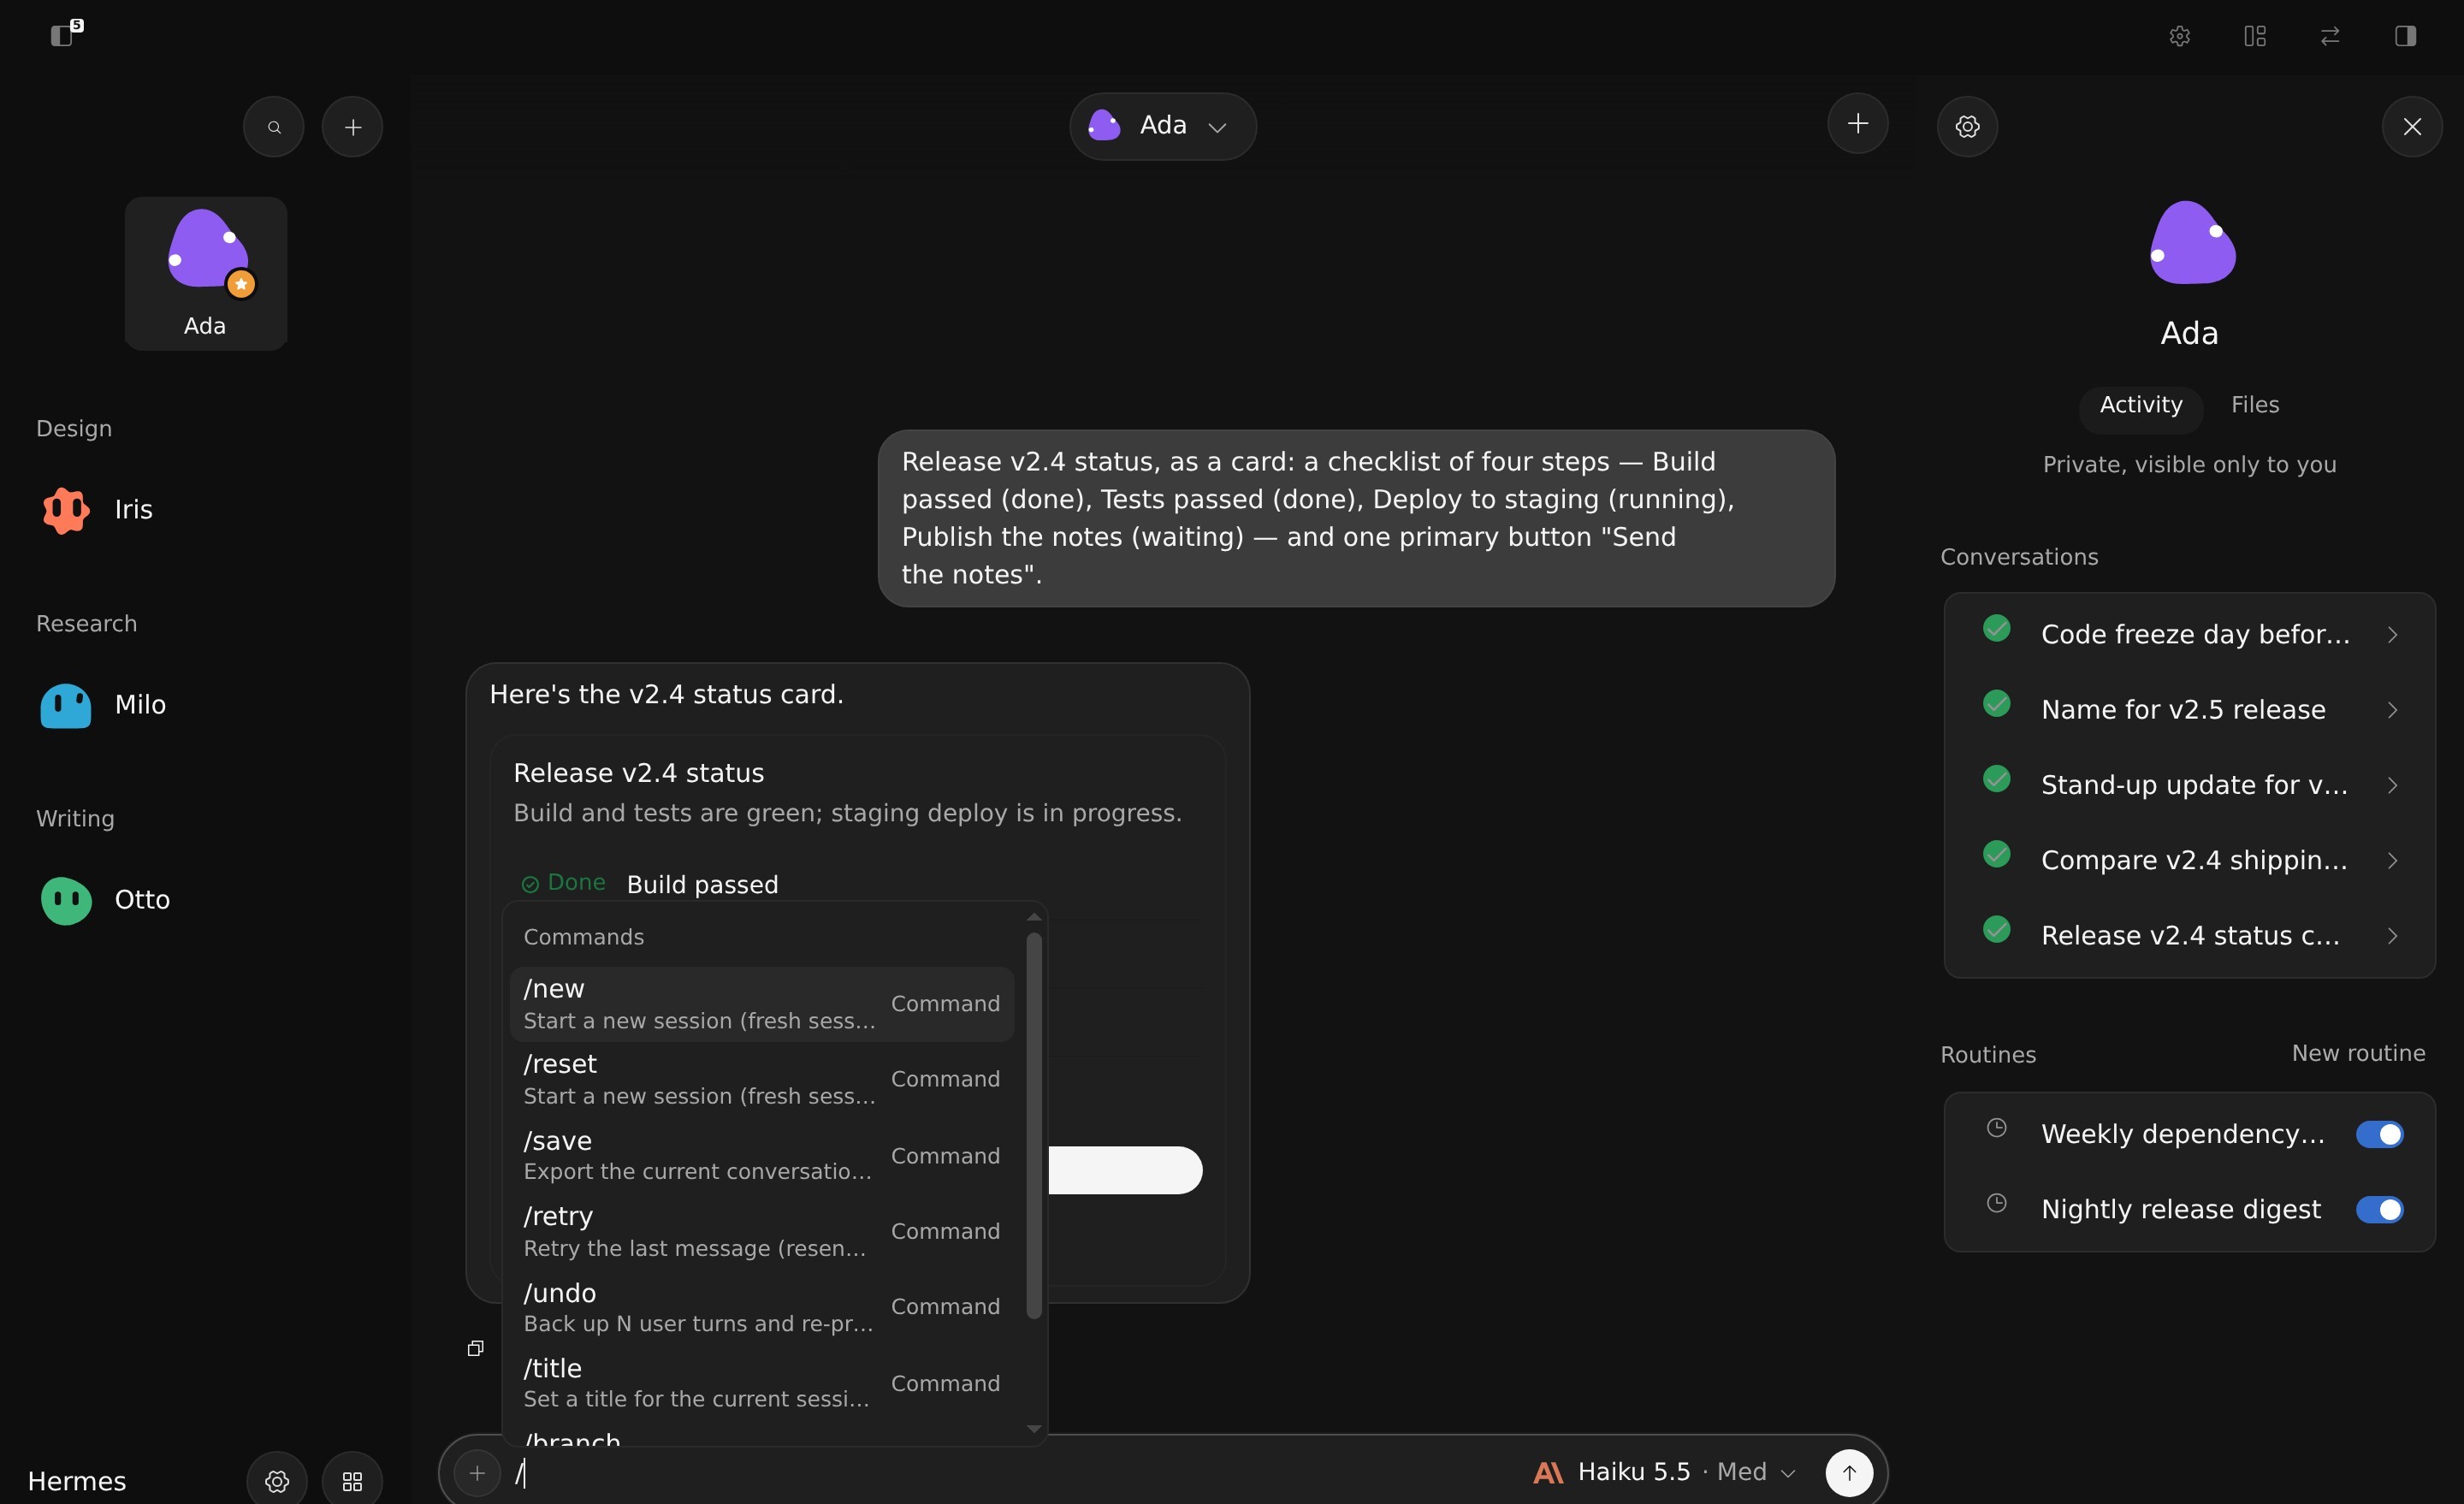 5
Ada
Ada
Design
Iris
Research
Milo
Writing
Otto
Hermes
Release v2.4 status, as a card: a checklist of four steps — Build
passed (done), Tests passed (done), Deploy to staging (running),
Publish the notes (waiting) — and one primary button "Send
the notes".
Here's the v2.4 status card.
Release v2.4 status
Build and tests are green; staging deploy is in progress.
Done Build passed
Commands
/new
Start a new session (fresh sess… Command
/reset
Start a new session (fresh sess… Command
/save
Export the current conversatio… Command
/retry
Retry the last message (resen… Command
/undo
Back up N user turns and re-pr… Command
/title
Set a title for the current sessi… Command
/branch
/
Haiku 5.5 · Med
Ada
Activity Files
Private, visible only to you
Conversations
Code freeze day befor…
Name for v2.5 release
Stand-up update for v…
Compare v2.4 shippin…
Release v2.4 status c…
Routines New routine
Weekly dependency…
Nightly release digest